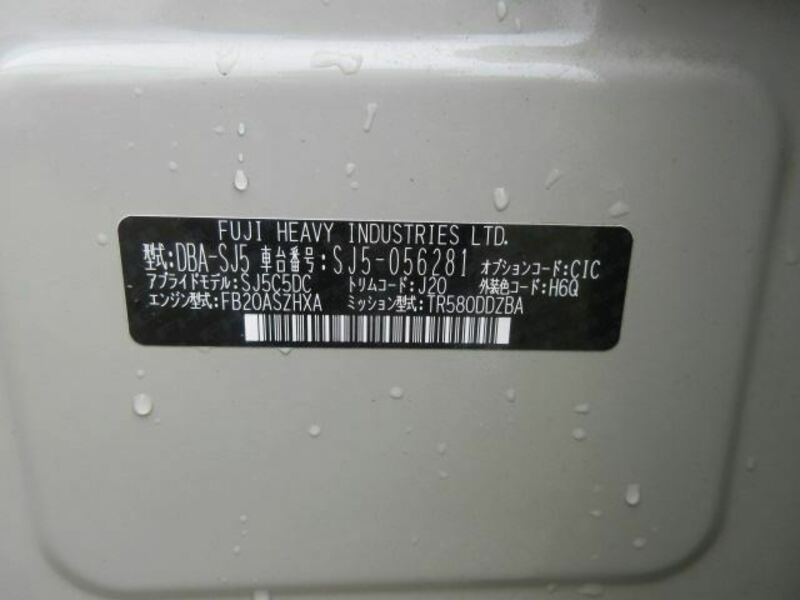 FUJI HEAVY INDUSTRIES LTD.
型式:DBA-SJ5 車台番号:SJ5-056281 オプションコード:CIC
アプライドモデル:SJ5C5DC トリムコード:J20 外装色コード:H6Q
エンジン型式:FB20ASZHXA ミッション型式:TR580DDZBA